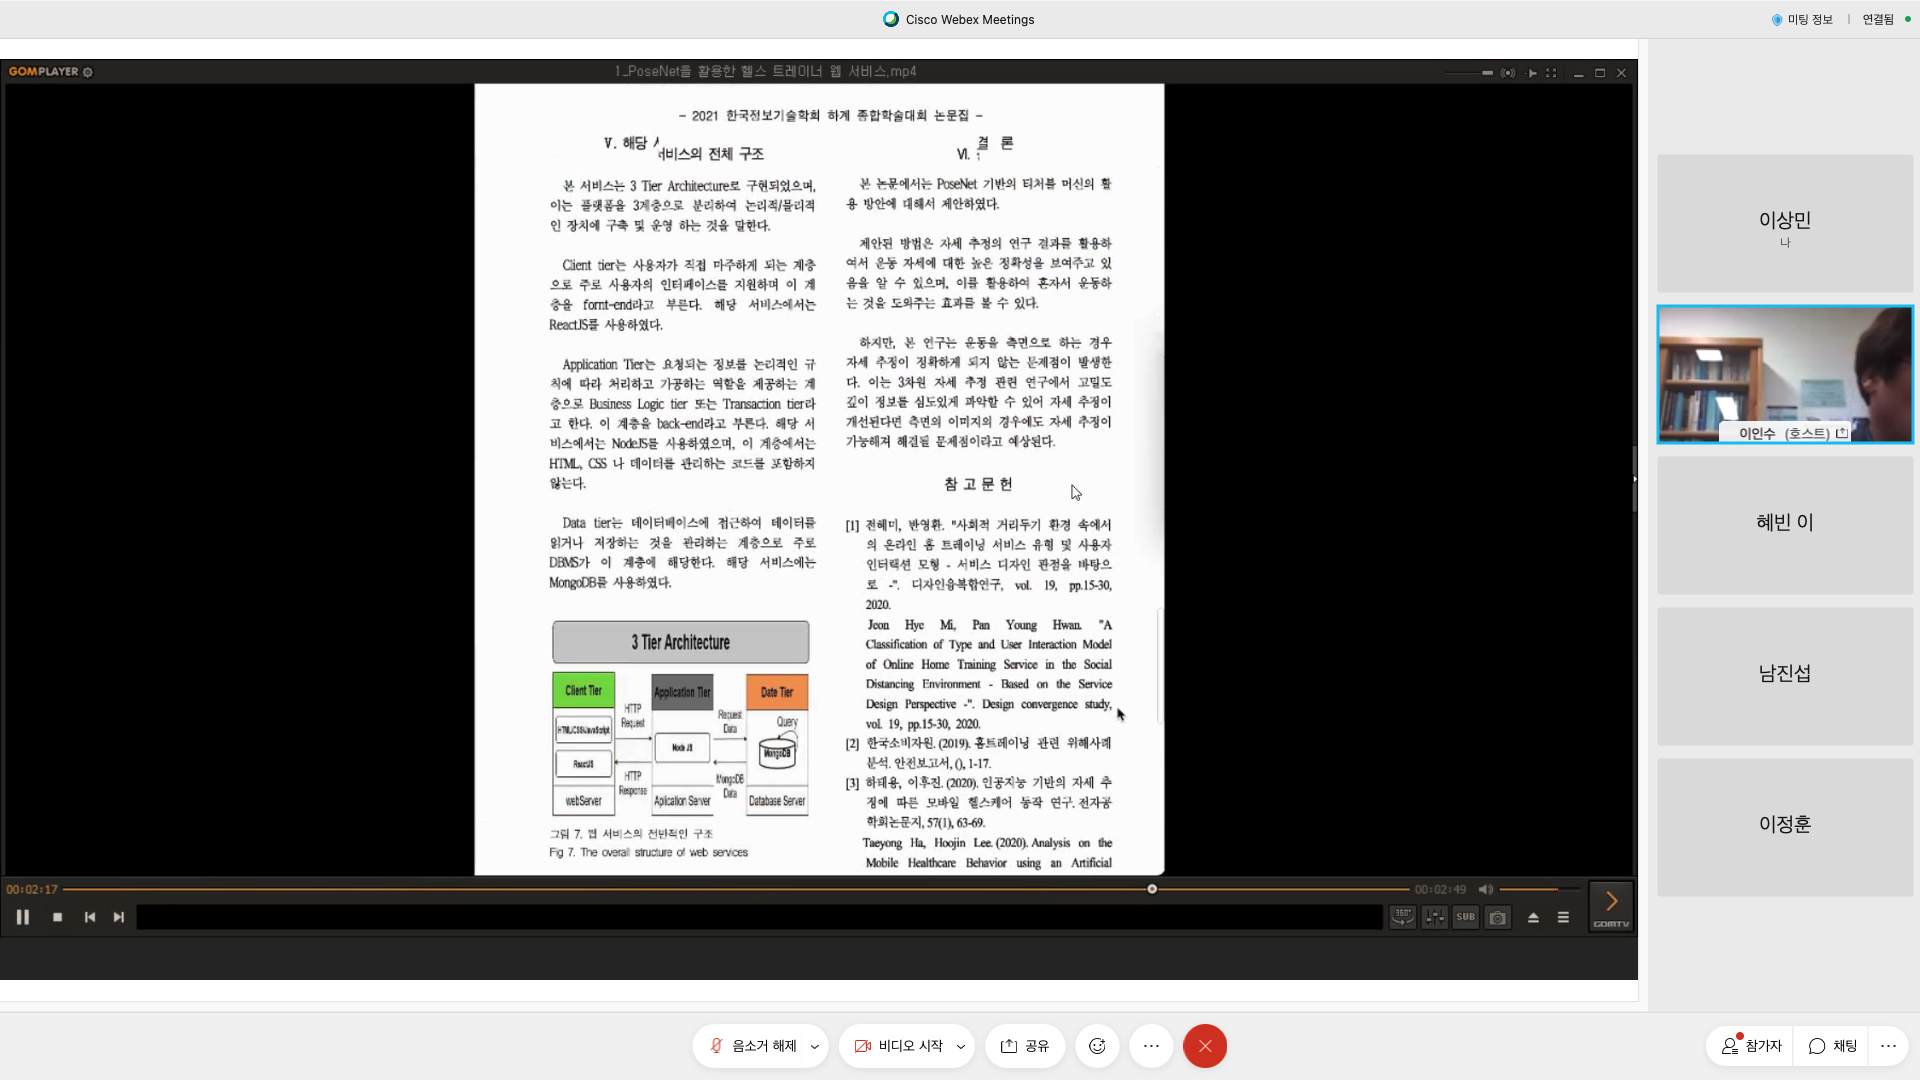 Cisco Webex Meetings
미팅 정보
연결됨
GOMPLAYER
1_PoseNet을 활용한 헬스 트레이너 웹 서비스.mp4
- 2021 한국정보기술학회 하계 종합학술대회 논문집 -
V. 해당 서비스의 전체 구조
본 서비스는 3 Tier Architecture로 구현되었으며,
이는 플랫폼을 3계층으로 분리하여 논리적/물리적
인 장치에 구축 및 운영 하는 것을 말한다.
Client tier는 사용자가 직접 마주하게 되는 계층
으로 주로 사용자의 인터페이스를 지원하며 이 계
층을 fornt-end라고 부른다. 해당 서비스에서는
ReactJS를 사용하였다.
Application Tier는 요청되는 정보를 논리적인 규
칙에 따라 처리하고 가공하는 역할을 제공하는 계
층으로 Business Logic tier 또는 Transaction tier라
고 한다. 이 계층을 back-end라고 부른다. 해당 서
비스에서는 NodeJS를 사용하였으며, 이 계층에서는
HTML, CSS 나 데이터를 관리하는 코드를 포함하지
않는다.
Data tier는 데이터베이스에 접근하여 데이터를
읽거나 저장하는 것을 관리하는 계층으로 주로
DBMS가 이 계층에 해당한다. 해당 서비스에는
MongoDB를 사용하였다.
3 Tier Architecture
Client Tier
Application Tier
Date Tier
HTML/CSS/JavaScript
ReactJS
webServer
HTTP
Request
HTTP
Response
Node JS
Aplication Server
Request
Data
MongoDB
Data
Query
MongoDB
Database Server
그림 7. 웹 서비스의 전반적인 구조
Fig 7. The overall structure of web services
VI. 결 론
본 논문에서는 PoseNet 기반의 티처블 머신의 활
용 방안에 대해서 제안하였다.
제안된 방법은 자세 추정의 연구 결과를 활용하
여서 운동 자세에 대한 높은 정확성을 보여주고 있
음을 알 수 있으며, 이를 활용하여 혼자서 운동하
는 것을 도와주는 효과를 볼 수 있다.
하지만, 본 연구는 운동을 측면으로 하는 경우
자세 추정이 정확하게 되지 않는 문제점이 발생한
다. 이는 3차원 자세 추정 관련 연구에서 고밀도
깊이 정보를 심도있게 파악할 수 있어 자세 추정이
개선된다면 측면의 이미지의 경우에도 자세 추정이
가능해져 해결될 문제점이라고 예상된다.
참 고 문 헌
[1] 전혜미, 반영환. "사회적 거리두기 환경 속에서
의 온라인 홈 트레이닝 서비스 유형 및 사용자
인터랙션 모형 - 서비스 디자인 관점을 바탕으
로 -". 디자인융복합연구, vol. 19, pp.15-30,
2020.
Jeon Hye Mi, Pan Young Hwan. "A
Classification of Type and User Interaction Model
of Online Home Training Service in the Social
Distancing Environment - Based on the Service
Design Perspective -". Design convergence study,
vol. 19, pp.15-30, 2020.
[2] 한국소비자원. (2019). 홈트레이닝 관련 위해사례
분석. 안전보고서, (), 1-17.
[3] 하태용, 이후진. (2020). 인공지능 기반의 자세 추
정에 따른 모바일 헬스케어 동작 연구. 전자공
학회논문지, 57(1), 63-69.
Taeyong Ha, Hoojin Lee. (2020). Analysis on the
Mobile Healthcare Behavior using an Artificial
00:02:17
00:02:49
360°
SUB
GOMTV
이상민
나
이인수 (호스트)
혜빈 이
남진섭
이정훈
음소거 해제
비디오 시작
공유
참가자
채팅